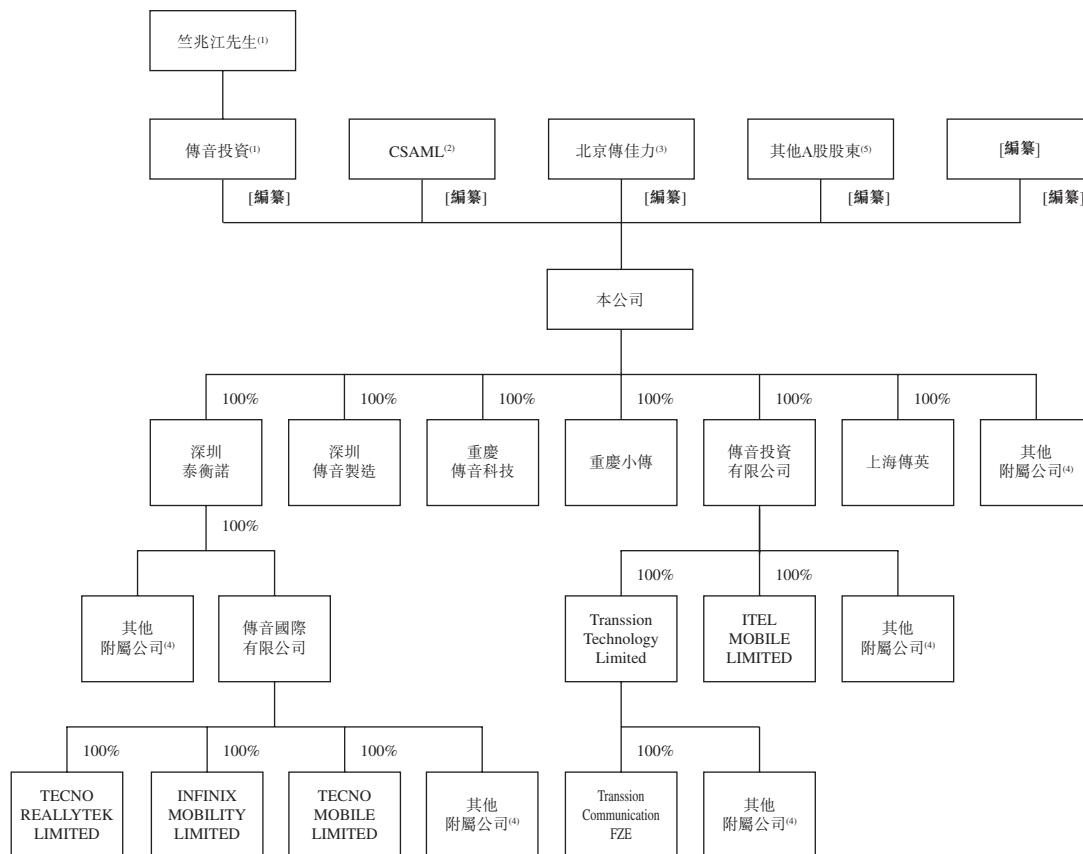 竺兆江先生(1)
傳音投資(1)
CSAML(2)
北京傳佳力(3)
其他A股股東(5)
[編纂]
[編纂]
[編纂]
[編纂]
[編纂]
[編纂]
本公司
100%
100%
100%
100%
100%
100%
100%
深圳
泰衡諾
深圳
傳音製造
重慶
傳音科技
重慶小傳
傳音投資
有限公司
上海傳英
其他
附屬公司(4)
100%
100%
100%
其他
附屬公司(4)
傳音國際
有限公司
Transsion
Technology
Limited
ITEL
MOBILE
LIMITED
其他
附屬公司(4)
100%
100%
100%
100%
TECNO
REALLYTEK
LIMITED
INFINIX
MOBILITY
LIMITED
TECNO
MOBILE
LIMITED
其他
附屬公司(4)
Transsion
Communication
FZE
其他
附屬公司(4)